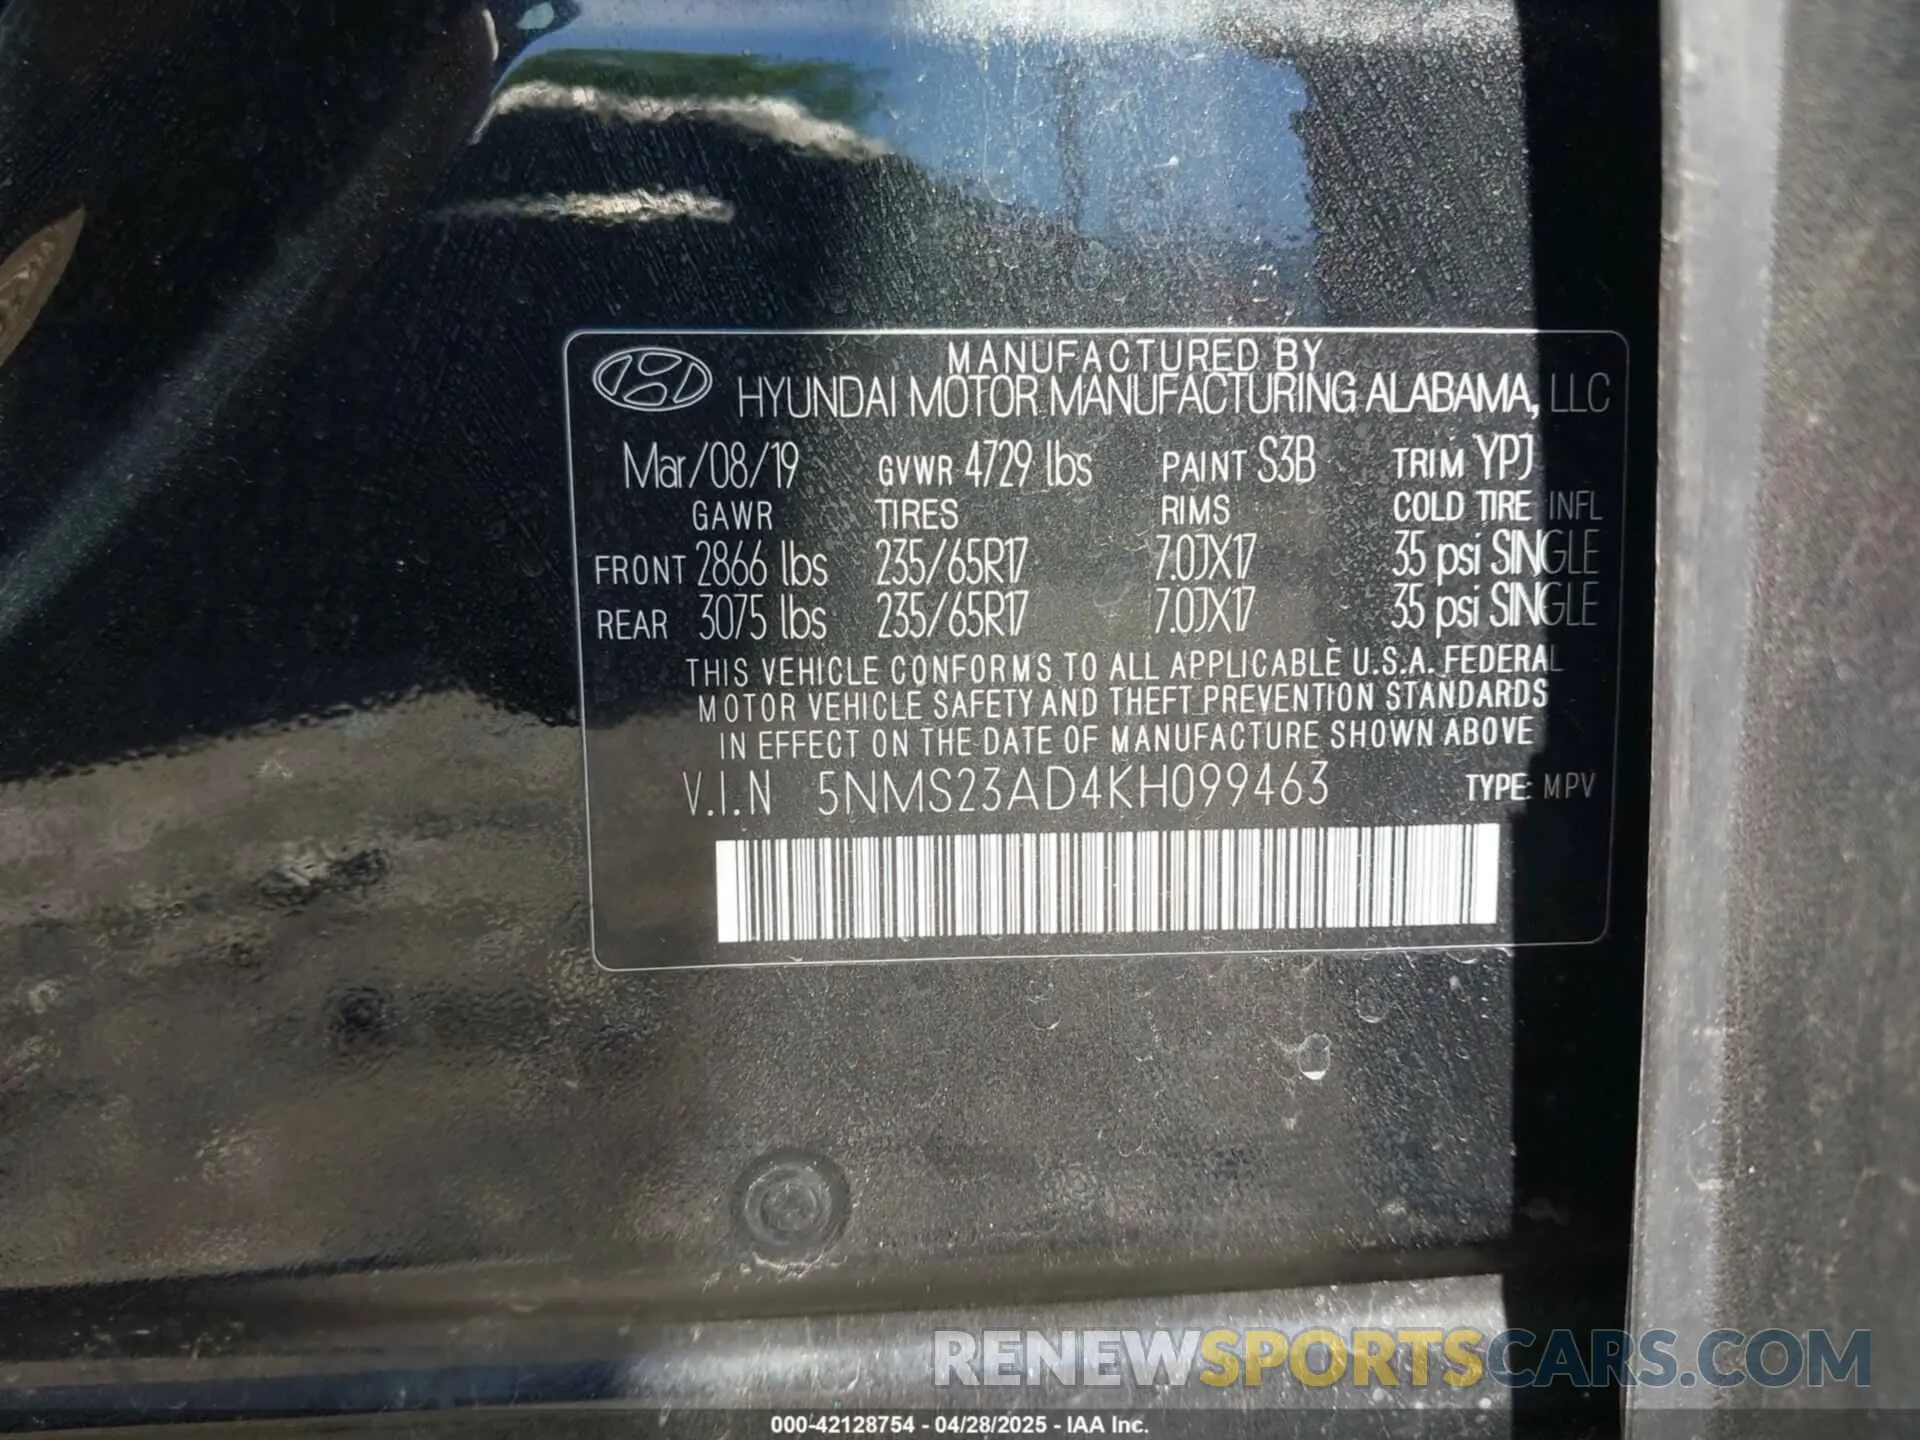 MANUFACTURED BY
HYUNDAI MOTOR MANUFACTURING ALABAMA, LLC
Mar/08/19 GVWR 4729 lbs PAINT S3B TRIM YPJ
GAWR TIRES RIMS COLD TIRE INFL
FRONT 2866 lbs 235/65R17 7.0JX17 35 psi SINGLE
REAR 3075 lbs 235/65R17 7.0JX17 35 psi SINGLE
THIS VEHICLE CONFORMS TO ALL APPLICABLE U.S.A. FEDERAL
MOTOR VEHICLE SAFETY AND THEFT PREVENTION STANDARDS
IN EFFECT ON THE DATE OF MANUFACTURE SHOWN ABOVE
V.I.N 5NMS23AD4KH099463 TYPE: MPV
RENEWSPORTSCARS.COM
000-42128754 - 04/28/2025 - IAA Inc.